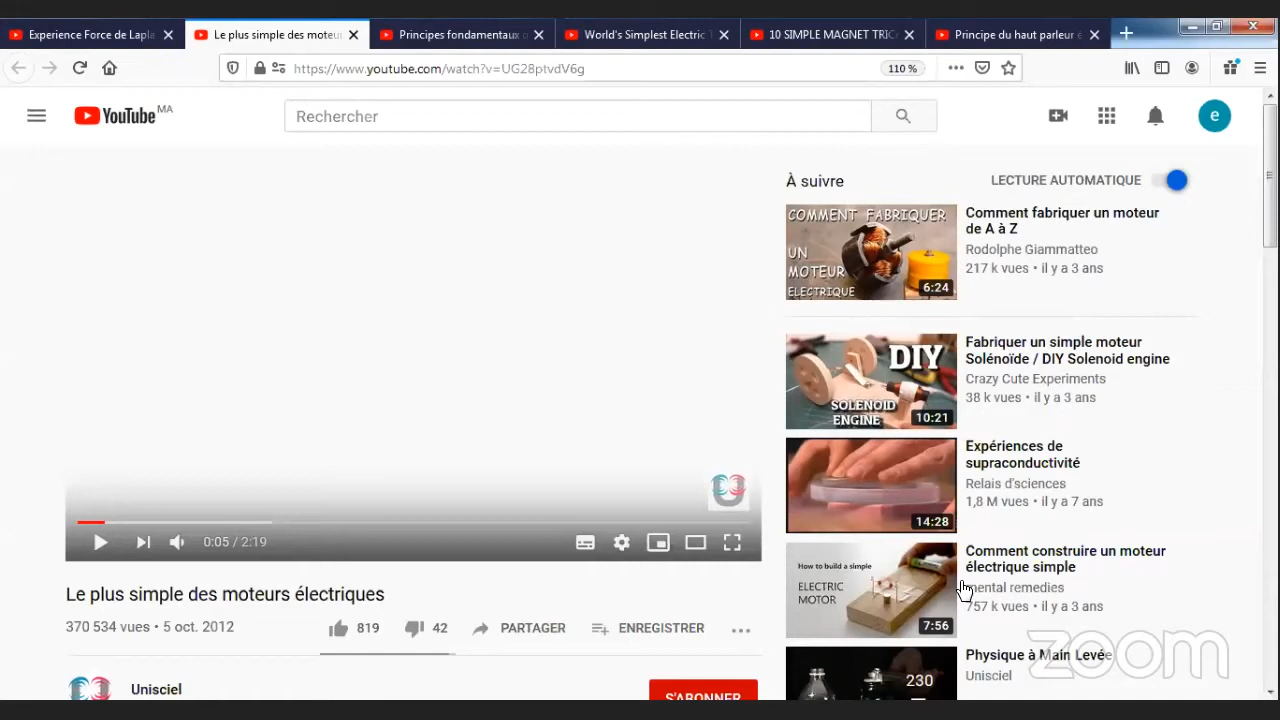 Experience Force de Lapla
Le plus simple des moteu
Principes fondamentaux
World's Simplest Electric
10 SIMPLE MAGNET TRIC
Principe du haut parleur
https://www.youtube.com/watch?v=UG28ptvdV6g
110 %
YouTube MA
Rechercher
e
À suivre
LECTURE AUTOMATIQUE
COMMENT FABRIQUER
UN
MOTEUR
ELECTRIQUE
6:24
Comment fabriquer un moteur
de A à Z
Rodolphe Giammatteo
217 k vues • il y a 3 ans
DIY
SOLENOID
ENGINE
10:21
Fabriquer un simple moteur
Solénoïde / DIY Solenoid engine
Crazy Cute Experiments
38 k vues • il y a 3 ans
14:28
Expériences de
supraconductivité
Relais d'sciences
1,8 M vues • il y a 7 ans
How to build a simple
ELECTRIC
MOTOR
7:56
Comment construire un moteur
électrique simple
mental remedies
757 k vues • il y a 3 ans
230
Physique à Main Levée
Unisciel
0:05 / 2:19
Le plus simple des moteurs électriques
370 534 vues • 5 oct. 2012
819
42
PARTAGER
ENREGISTRER
Unisciel
S'ABONNER
zoom